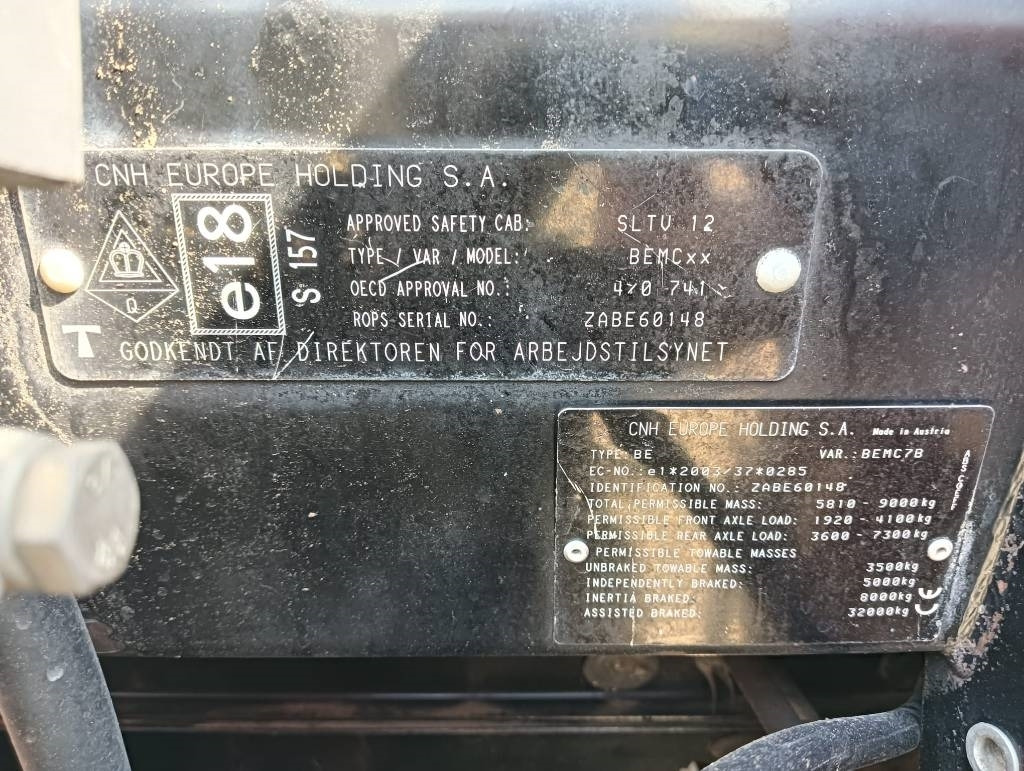 CNH EUROPE HOLDING S.A.
e18
S 157
Q
T
APPROVED SAFETY CAB: SLTV 12
TYPE / VAR / MODEL: BEMCxx
OECD APPROVAL NO.: 4/0 741
ROPS SERIAL NO.: ZABE60148
GODKENDT AF DIREKTOREN FOR ARBEJDSTILSYNET
CNH EUROPE HOLDING S.A. Made in Austria
TYPE: BE VAR.: BEMC7B
EC-NO.: e1*2003/37*0285
IDENTIFICATION NO.: ZABE60148
TOTAL PERMISSIBLE MASS: 5810 - 9000kg
PERMISSIBLE FRONT AXLE LOAD: 1920 - 4100kg
PERMISSIBLE REAR AXLE LOAD: 3600 - 7300kg
PERMISSIBLE TOWABLE MASSES
UNBRAKED TOWABLE MASS: 3500kg
INDEPENDENTLY BRAKED: 5000kg
INERTIA BRAKED: 8000kg
ASSISTED BRAKED: 32000kg
CE